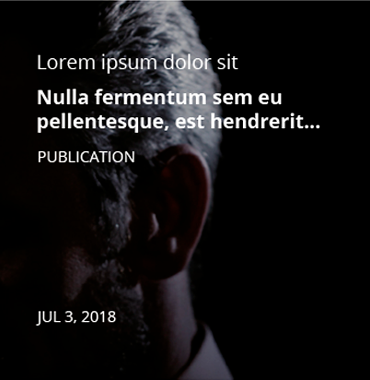 Lorem ipsum dolor sit
Nulla fermentum sem eu
pellentesque, est hendrerit...
PUBLICATION
JUL 3, 2018